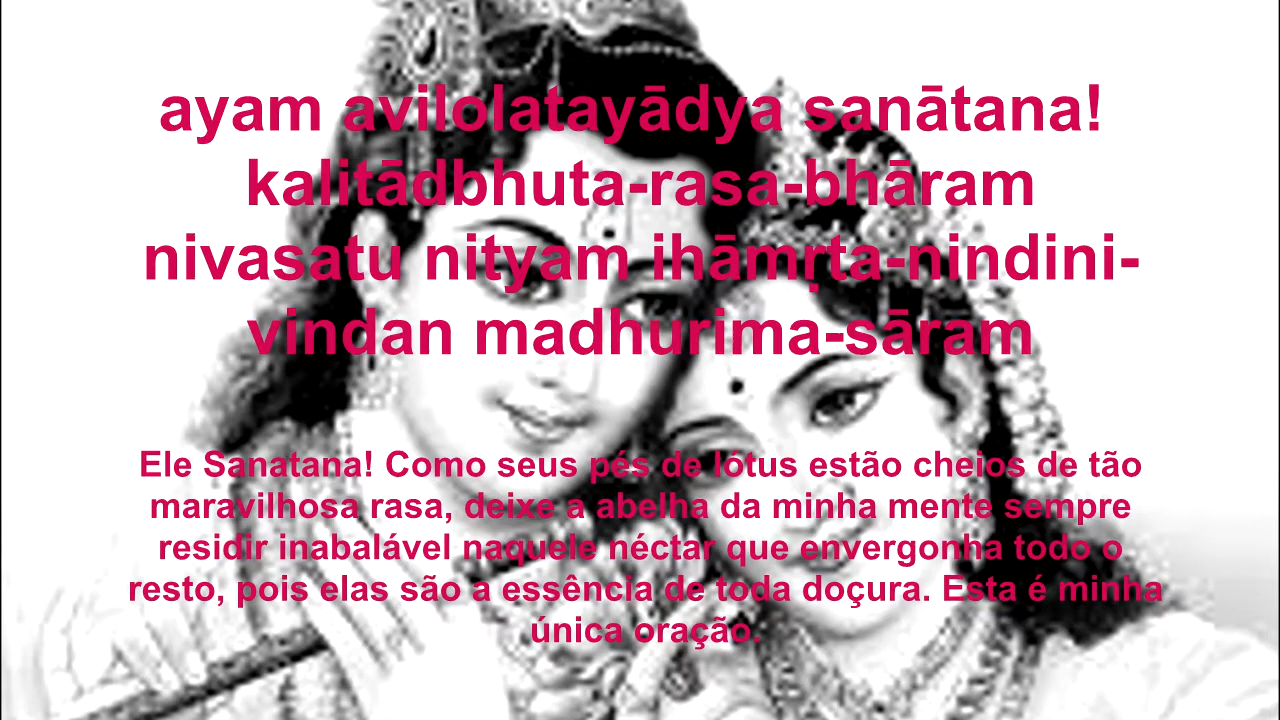 ayam avilolatayādya sanātana!
kalitādbhuta-rasa-bhāram
nivasatu nityam ihāmṛta-nindini-
vindan madhurima-sāram
Ele Sanatana! Como seus pés de lótus estão cheios de tão
maravilhosa rasa, deixe a abelha da minha mente sempre
residir inabalável naquele néctar que envergonha todo o
resto, pois elas são a essência de toda doçura. Esta é minha
única oração.